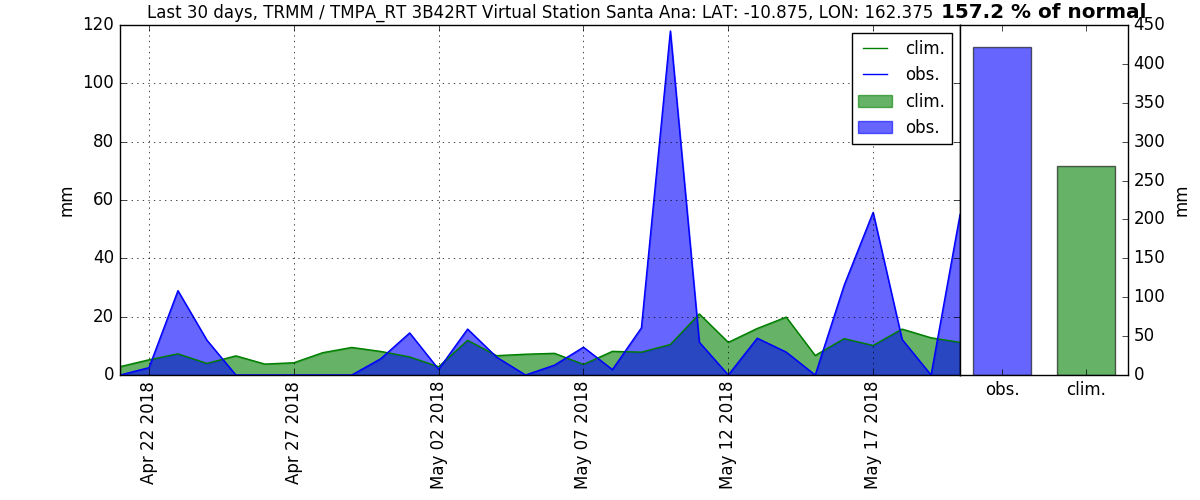 Last 30 days, TRMM / TMPA_RT 3B42RT Virtual Station Santa Ana: LAT: -10.875, LON: 162.375 157.2 % of normal
120
100
80
60
40
20
0
mm
clim.
obs.
clim.
obs.
450
400
350
300
250
200
150
100
50
0
mm
obs.
clim.
Apr 22 2018
Apr 27 2018
May 02 2018
May 07 2018
May 12 2018
May 17 2018